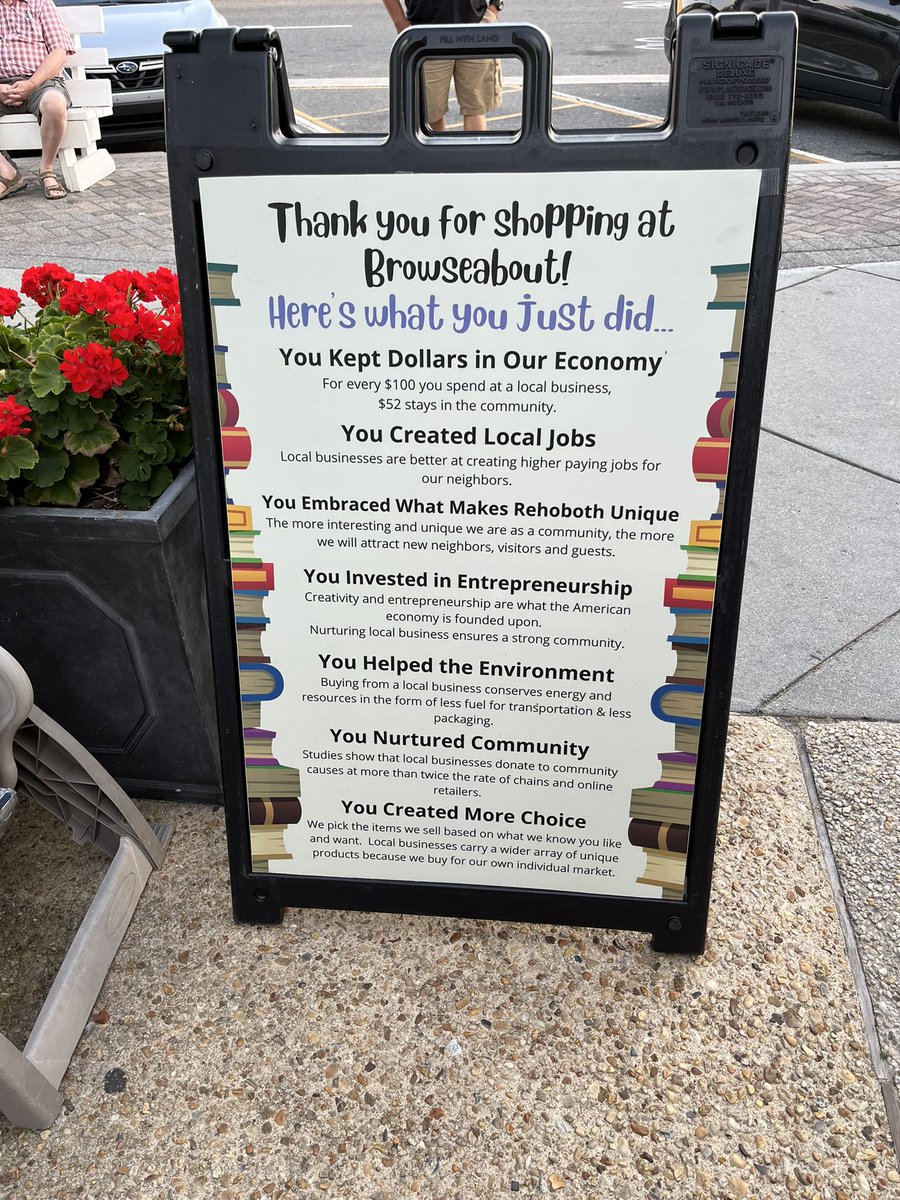 FILL WITH SAND
SIGNICADE®
DELUXE
WWW.PLASTICADE.COM
Thank you for shopping at
Browseabout!
Here's what you just did...
You Kept Dollars in Our Economy
For every $100 you spend at a local business,
$52 stays in the community.
You Created Local Jobs
Local businesses are better at creating higher paying jobs for
our neighbors.
You Embraced What Makes Rehoboth Unique
The more interesting and unique we are as a community, the more
we will attract new neighbors, visitors and guests.
You Invested in Entrepreneurship
Creativity and entrepreneurship are what the American
economy is founded upon.
Nurturing local business ensures a strong community.
You Helped the Environment
Buying from a local business conserves energy and
resources in the form of less fuel for transportation & less
packaging.
You Nurtured Community
Studies show that local businesses donate to community
causes at more than twice the rate of chains and online
retailers.
You Created More Choice
We pick the items we sell based on what we know you like
and want. Local businesses carry a wider array of unique
products because we buy for our own individual market.